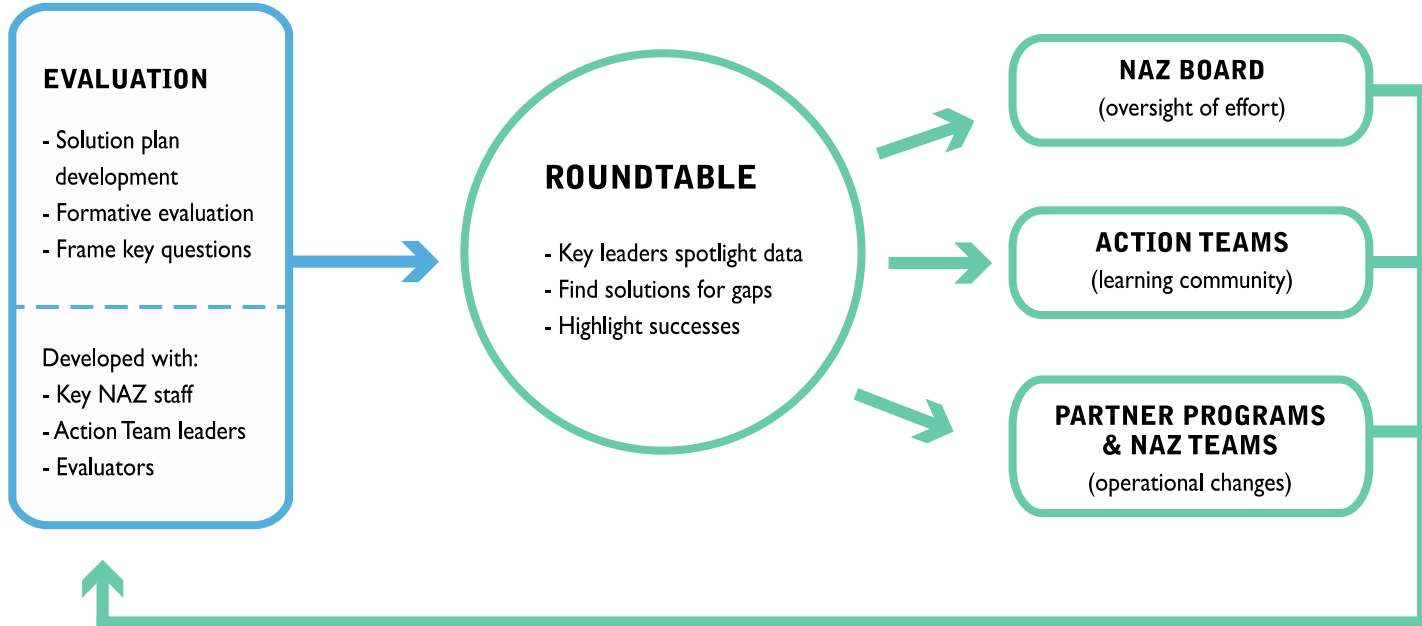 EVALUATION
- Solution plan
development
- Formative evaluation
- Frame key questions
Developed with:
- Key NAZ staff
- Action Team leaders
- Evaluators
ROUNDTABLE
- Key leaders spotlight data
- Find solutions for gaps
- Highlight successes
NAZ BOARD
(oversight of effort)
ACTION TEAMS
(learning community)
PARTNER PROGRAMS
& NAZ TEAMS
(operational changes)